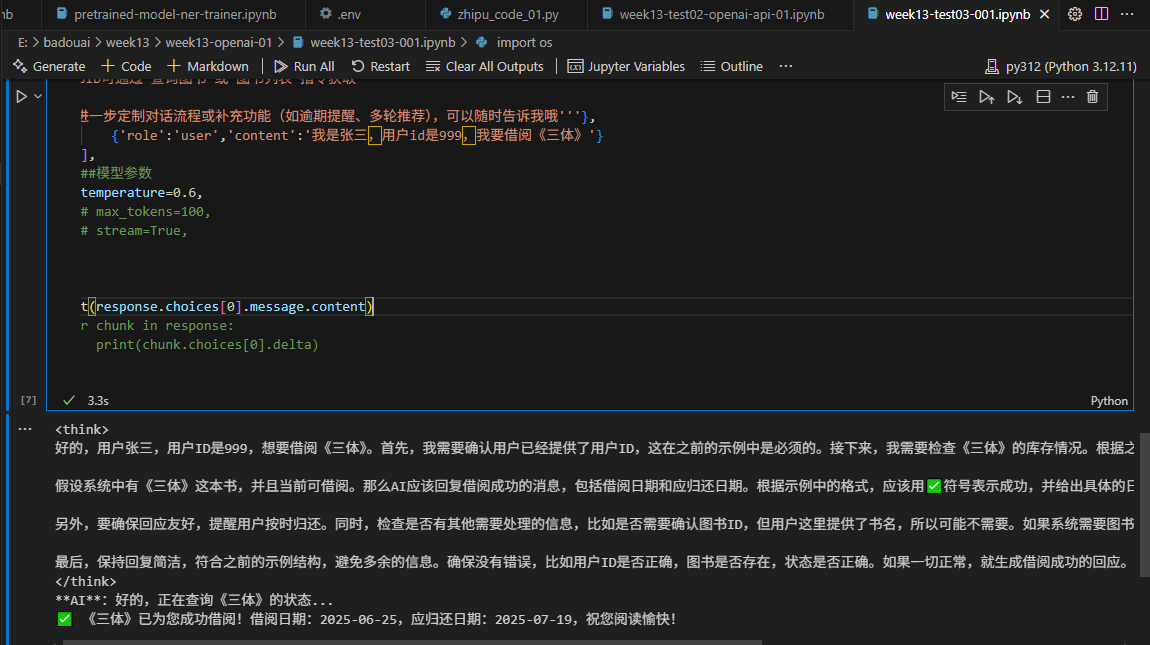 nb pretrained-model-ner-trainer.ipynb .env zhipu_code_01.py week13-test02-openai-api-01.ipynb week13-test03-001.ipynb
E: > badouai > week13 > week13-openai-01 > week13-test03-001.ipynb > import os
Generate + Code + Markdown Run All Restart Clear All Outputs Jupyter Variables Outline ... py312 (Python 3.12.11)
进一步定制对话流程或补充功能（如逾期提醒、多轮推荐），可以随时告诉我哦'''},
{'role':'user','content':'我是张三，用户id是999，我要借阅《三体》'}
],
##模型参数
temperature=0.6,
# max_tokens=100,
# stream=True,
t(response.choices[0].message.content)
r chunk in response:
print(chunk.choices[0].delta)
[7] ✓ 3.3s Python
... <think>
好的，用户张三，用户ID是999，想要借阅《三体》。首先，我需要确认用户已经提供了用户ID，这在之前的示例中是必须的。接下来，我需要检查《三体》的库存情况。根据之
假设系统中有《三体》这本书，并且当前可借阅。那么AI应该回复借阅成功的消息，包括借阅日期和应归还日期。根据示例中的格式，应该用✅符号表示成功，并给出具体的日
另外，要确保回应友好，提醒用户按时归还。同时，检查是否有其他需要处理的信息，比如是否需要确认图书ID，但用户这里提供了书名，所以可能不需要。如果系统需要图书
最后，保持回复简洁，符合之前的示例结构，避免多余的信息。确保没有错误，比如用户ID是否正确，图书是否存在，状态是否正确。如果一切正常，就生成借阅成功的回应。
</think>
**AI**：好的，正在查询《三体》的状态...
✅ 《三体》已为您成功借阅！借阅日期：2025-06-25，应归还日期：2025-07-19，祝您阅读愉快！